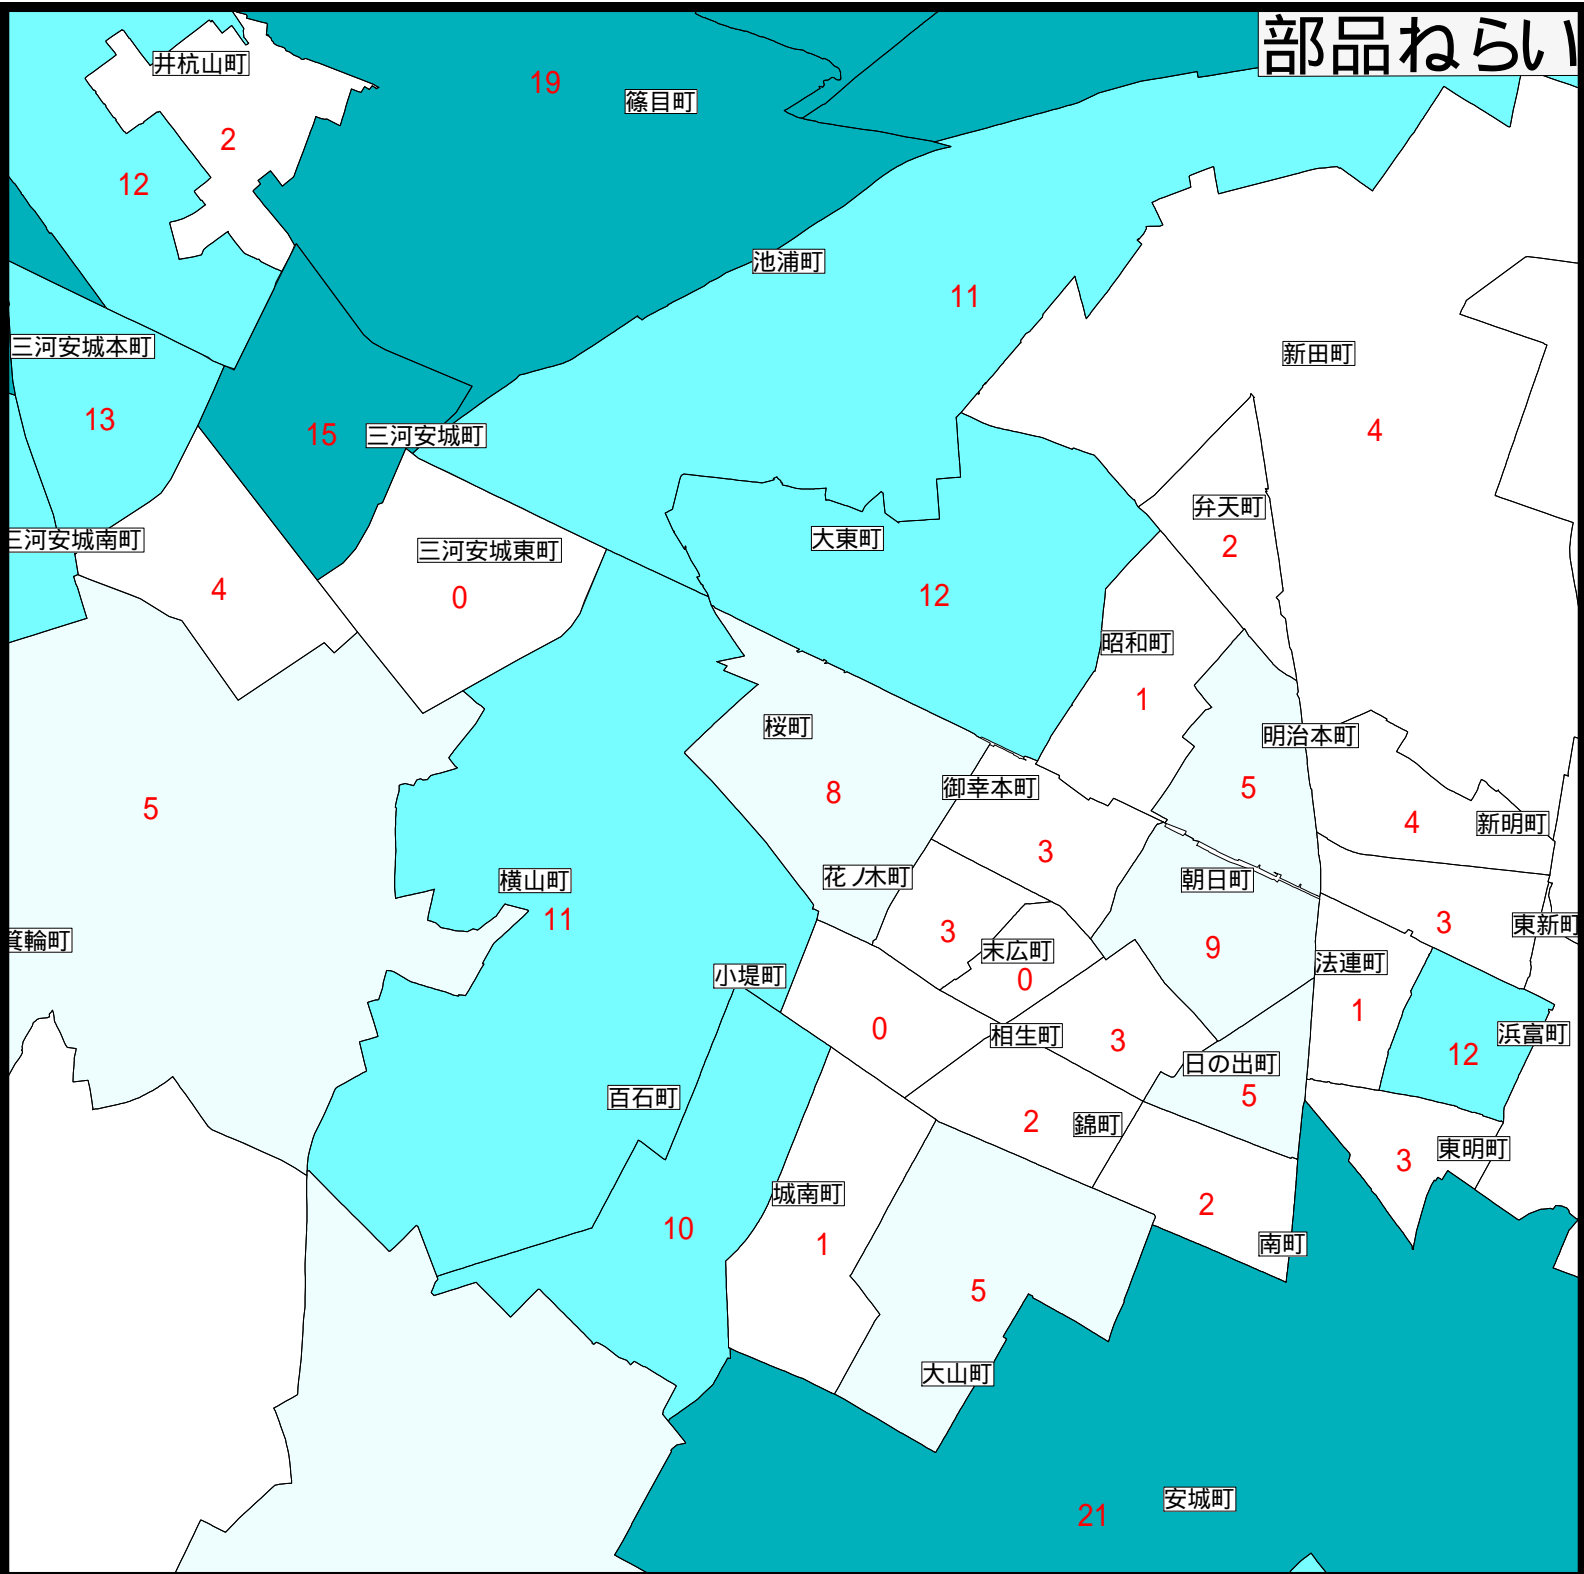 部品ねらい
井杭山町
19
篠目町
2
12
池浦町
11
三河安城本町
新田町
13
15
三河安城町
4
弁天町
三河安城南町
大東町
三河安城東町
2
4
0
12
昭和町
1
桜町
明治本町
御幸本町
5
8
5
4
新明町
3
花ノ木町
横山町
朝日町
11
3
3
東新町
箕輪町
末広町
9
法連町
小堤町
0
1
0
相生町
3
浜富町
12
日の出町
百石町
5
2
錦町
東明町
3
城南町
2
10
1
南町
5
大山町
安城町
21